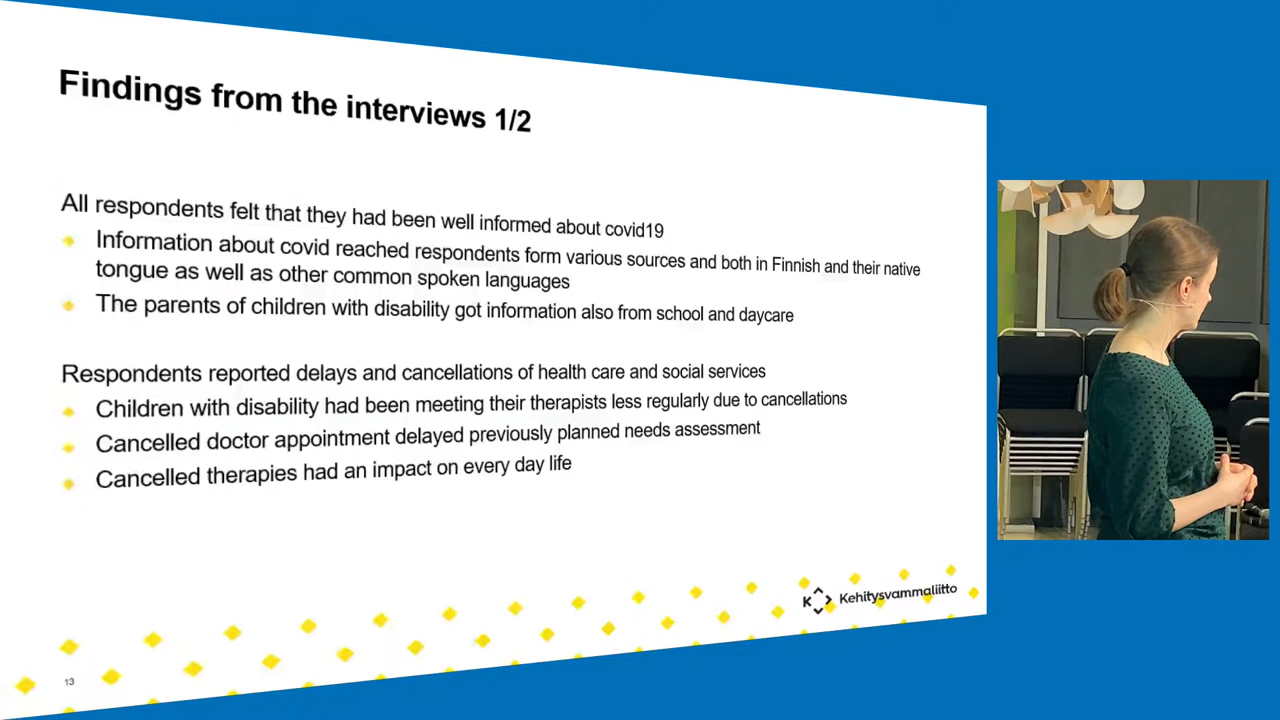 Findings from the interviews 1/2
All respondents felt that they had been well informed about covid19
Information about covid reached respondents form various sources and both in Finnish and their native
tongue as well as other common spoken languages
The parents of children with disability got information also from school and daycare
Respondents reported delays and cancellations of health care and social services
Children with disability had been meeting their therapists less regularly due to cancellations
Cancelled doctor appointment delayed previously planned needs assessment
Cancelled therapies had an impact on every day life
K Kehitysvammaliitto
13